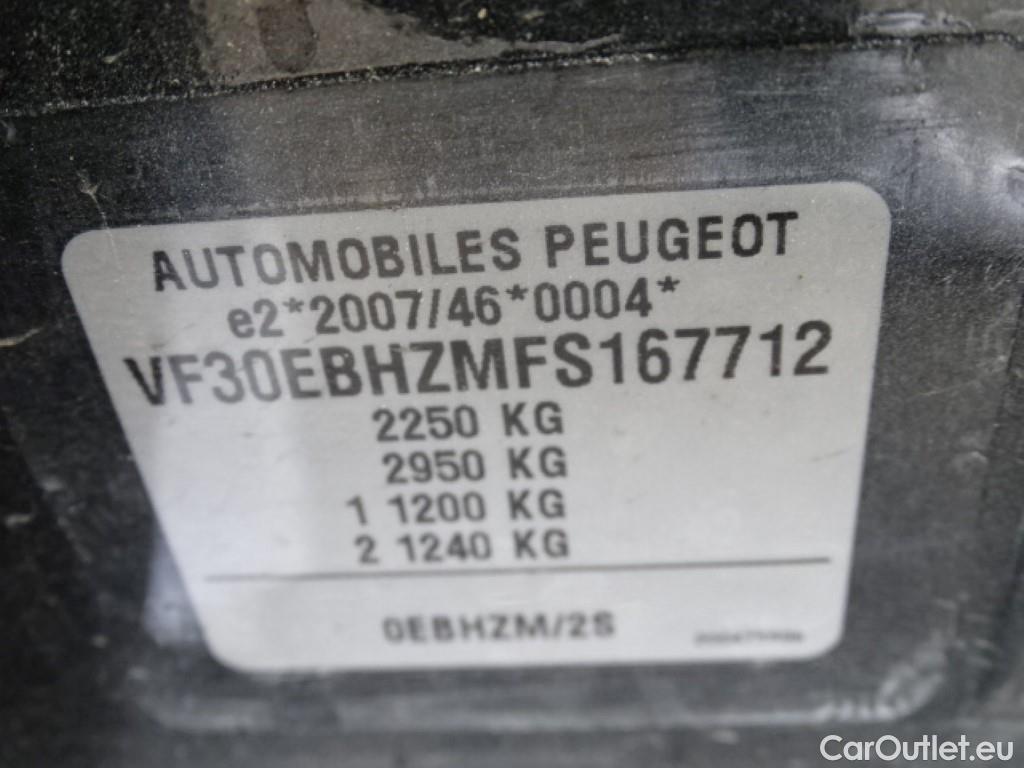 AUTOMOBILES PEUGEOT
e2*2007/46*0004*
VF30EBHZMFS167712
2250 KG
2950 KG
1 1200 KG
2 1240 KG
0EBHZM/2S
CarOutlet.eu